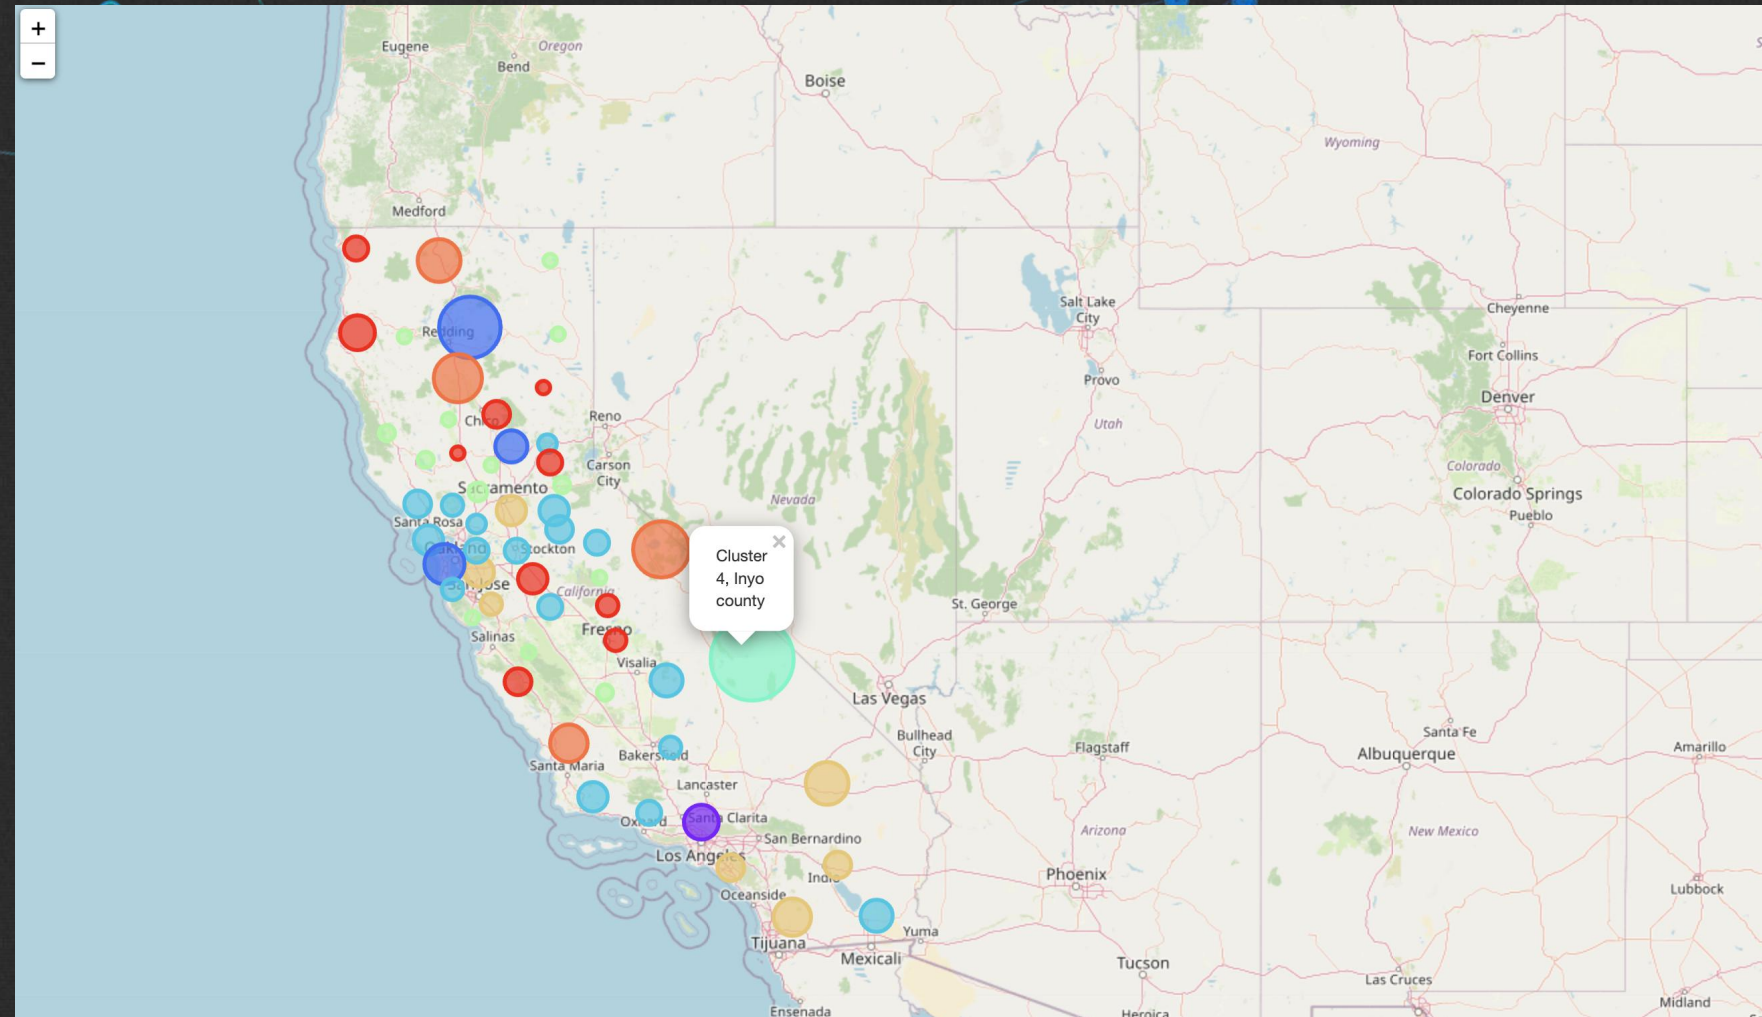 +
−
Eugene
Oregon
Bend
Boise
Wyoming
Medford
Salt Lake
City
Cheyenne
Redding
Fort Collins
Provo
Denver
Reno
Utah
Carson
City
Colorado
Sacramento
Nevada
Colorado Springs
Pueblo
Santa Rosa
Oakland
Stockton
×
Cluster
4, Inyo
county
San Jose
California
St. George
Fresno
Salinas
Visalia
Las Vegas
Bullhead
City
Santa Fe
Flagstaff
Albuquerque
Amarillo
Bakersfield
Santa Maria
Lancaster
Oxnard
Santa Clarita
San Bernardino
Arizona
New Mexico
Los Angeles
Indio
Phoenix
Lubbock
Oceanside
Yuma
Tijuana
Mexicali
Tucson
Las Cruces
Midland
Ensenada
Heroica